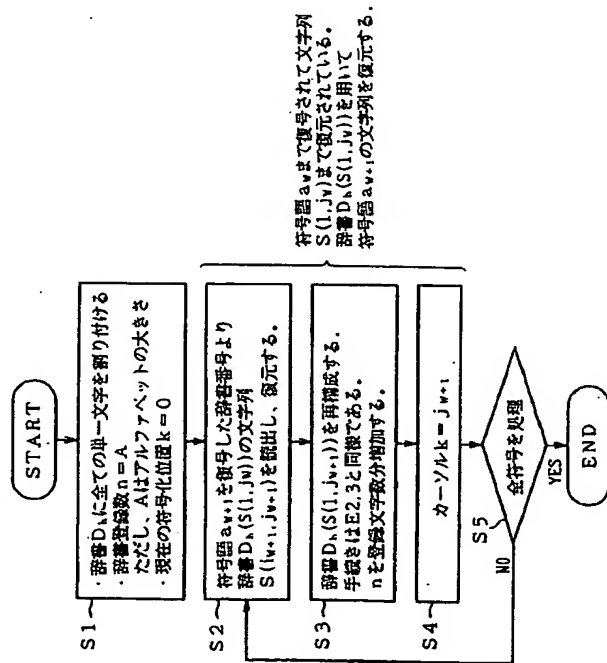 START
S1
・辞書Dhに全ての単一文字を割り付ける
・辞書登録数n=A
ただし、Aはアルファベットの大きさ
・現在の符号化位置k=0
S2
符号語aw+1を復号した辞書番号より
辞書Dh(S(1,jw))の文字列
S(iw+1,jw+1)を読出し、復元する。
S3
辞書Dh(S(1,jw+1))を再構成する。
手続きはE2,3と同様である。
nを登録文字数分増加する。
S4
カーソルk=jw+1
S5
全符号を処理
NO
YES
END
符号語awまで復号されて文字列
S(1,jw)まで復元されている。
辞書Dh(S(1,jw))を用いて
符号語aw+1の文字列を復元する。